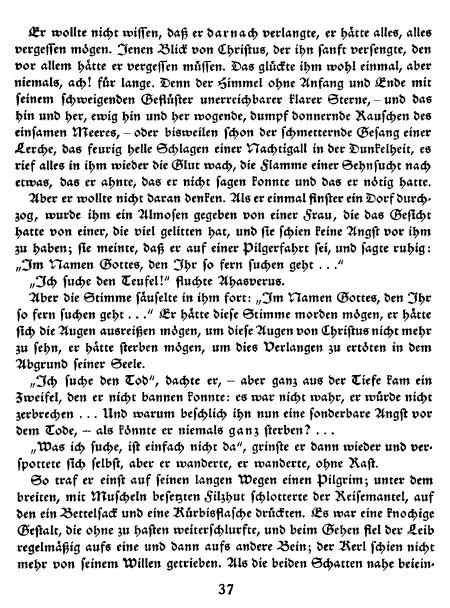 Er wollte nicht wissen, daß er darnach verlangte, er hätte alles, alles
vergessen mögen. Jenen Blick von Christus, der ihn sanft versengte, den
vor allem hätte er vergessen müssen. Das glückte ihm wohl einmal, aber
niemals, ach! für lange. Denn der Himmel ohne Anfang und Ende mit
seinem schweigenden Geflüster unerreichbarer klarer Sterne, – und das
hin und her, ewig hin und her wogende, dumpf donnernde Rauschen des
einsamen Meeres, – oder bisweilen schon der schmetternde Gesang einer
Lerche, das feurig helle Schlagen einer Nachtigall in der Dunkelheit, es
rief alles in ihm wieder die Glut wach, die Flamme einer Sehnsucht nach
etwas, das er ahnte, das er nicht sagen konnte und das er nötig hatte.
Aber er wollte nicht daran denken. Als er einmal finster ein Dorf durch-
zog, wurde ihm ein Almosen gegeben von einer Frau, die das Gesicht
hatte von einer, die viel gelitten hat, und sie schien keine Angst vor ihm
zu haben; sie meinte, daß er auf einer Pilgerfahrt sei, und sagte ruhig:
„Im Namen Gottes, den Ihr so fern suchen geht . . .“
„Ich suche den Teufel!“ fluchte Ahasverus.
Aber die Stimme säuselte in ihm fort: „Im Namen Gottes, den Ihr
so fern suchen geht . . .“ Er hätte diese Stimme morden mögen, er hätte
sich die Augen ausreißen mögen, um diese Augen von Christus nicht mehr
zu sehn, er hätte sterben mögen, um dies Verlangen zu ertöten in dem
Abgrund seiner Seele.
„Ich suche den Tod“, dachte er, – aber ganz aus der Tiefe kam ein
Zweifel, den er nicht bannen konnte: es war nicht wahr, er würde nicht
zerbrechen . . . Und warum beschlich ihn nun eine sonderbare Angst vor
dem Tode, – als könnte er niemals ganz sterben? . . .
„Was ich suche, ist einfach nicht da“, grinste er dann wieder und ver-
spottete sich selbst, aber er wanderte, er wanderte, ohne Rast.
So traf er einst auf seinen langen Wegen einen Pilgrim; unter dem
breiten, mit Muscheln besetzten Filzhut schlotterte der Reisemantel, auf
den ein Bettelsack und eine Kürbisflasche drückten. Es war eine knochige
Gestalt, die ohne zu hasten weiterschlurfte, und beim Gehen fiel der Leib
regelmäßig aufs eine und dann aufs andere Bein; der Kerl schien nicht
mehr von seinem Willen getrieben. Als die beiden Schatten nahe beiein-
37